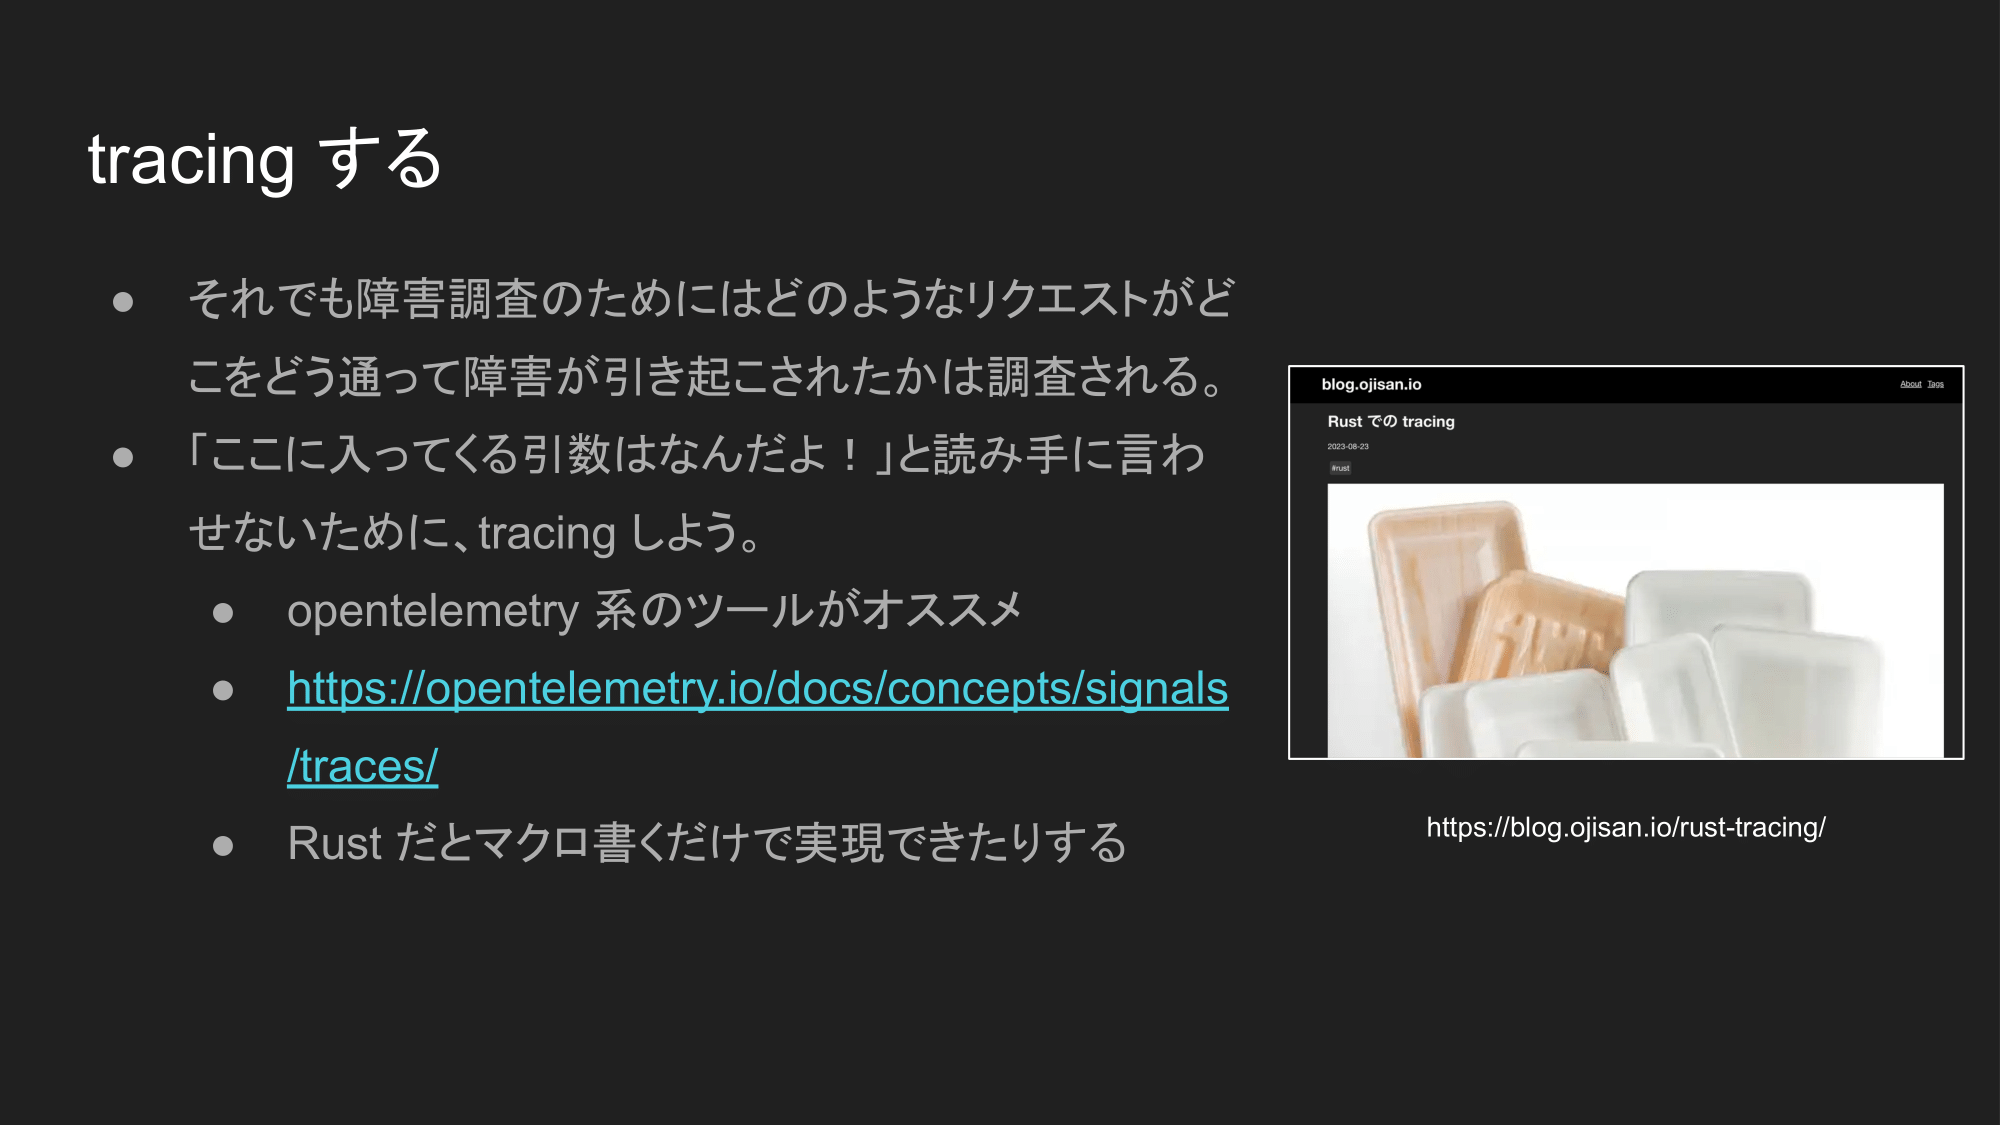 tracing する
● それでも障害調査のためにはどのようなリクエストがど
こをどう通って障害が引き起こされたかは調査される。
● 「ここに入ってくる引数はなんだよ！」と読み手に言わ
せないために、tracing しよう。
● opentelemetry 系のツールがオススメ
● https://opentelemetry.io/docs/concepts/signals
/traces/
● Rust だとマクロ書くだけで実現できたりする
blog.ojisan.io About Tags
Rust での tracing
2023-08-23
#rust
https://blog.ojisan.io/rust-tracing/